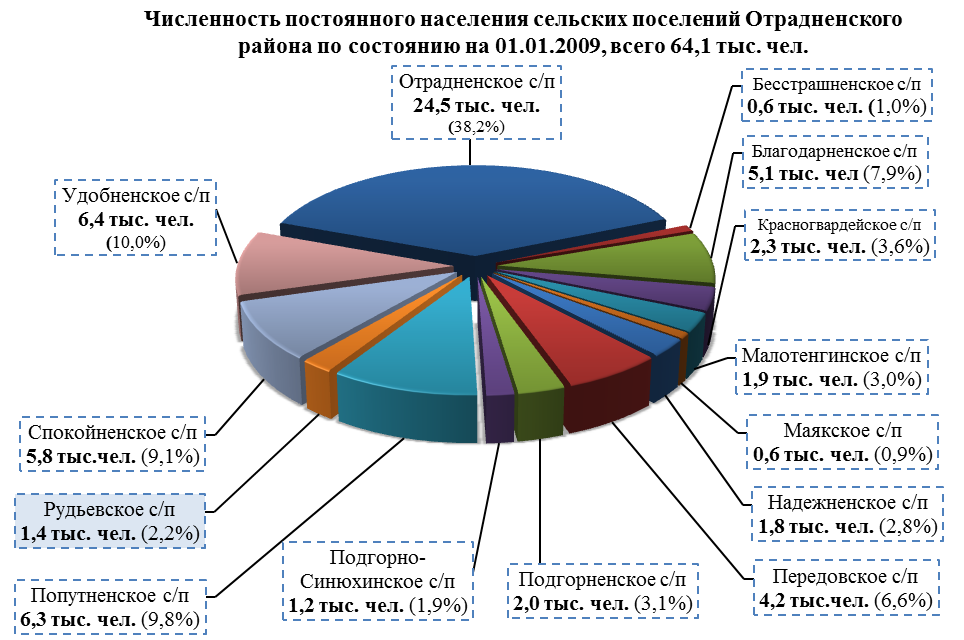 Численность постоянного населения сельских поселений Отрадненского
района по состоянию на 01.01.2009, всего 64,1 тыс. чел.
Отрадненское с/п
24,5 тыс. чел.
(38,2%)
Бесстрашненское с/п
0,6 тыс. чел. (1,0%)
Благодарненское с/п
5,1 тыс. чел (7,9%)
Красногвардейское с/п
2,3 тыс. чел. (3,6%)
Малотенгинское с/п
1,9 тыс. чел. (3,0%)
Маякское с/п
0,6 тыс. чел. (0,9%)
Надежненское с/п
1,8 тыс. чел. (2,8%)
Передовское с/п
4,2 тыс.чел. (6,6%)
Подгорненское с/п
2,0 тыс. чел. (3,1%)
Подгорно-
Синюхинское с/п
1,2 тыс. чел. (1,9%)
Попутненское с/п
6,3 тыс. чел. (9,8%)
Рудьевское с/п
1,4 тыс. чел. (2,2%)
Спокойненское с/п
5,8 тыс.чел. (9,1%)
Удобненское с/п
6,4 тыс. чел.
(10,0%)